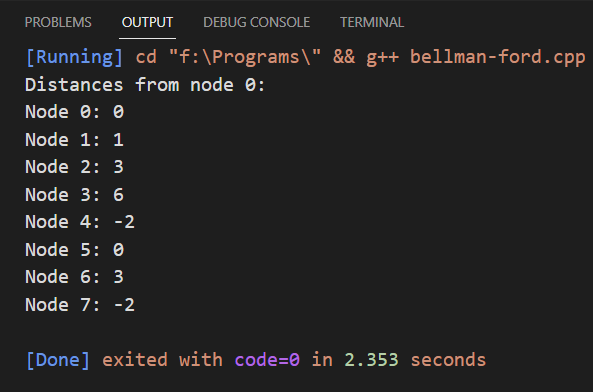 PROBLEMS OUTPUT DEBUG CONSOLE TERMINAL
[Running] cd "f:\Programs\" && g++ bellman-ford.cpp
Distances from node 0:
Node 0: 0
Node 1: 1
Node 2: 3
Node 3: 6
Node 4: -2
Node 5: 0
Node 6: 3
Node 7: -2
[Done] exited with code=0 in 2.353 seconds